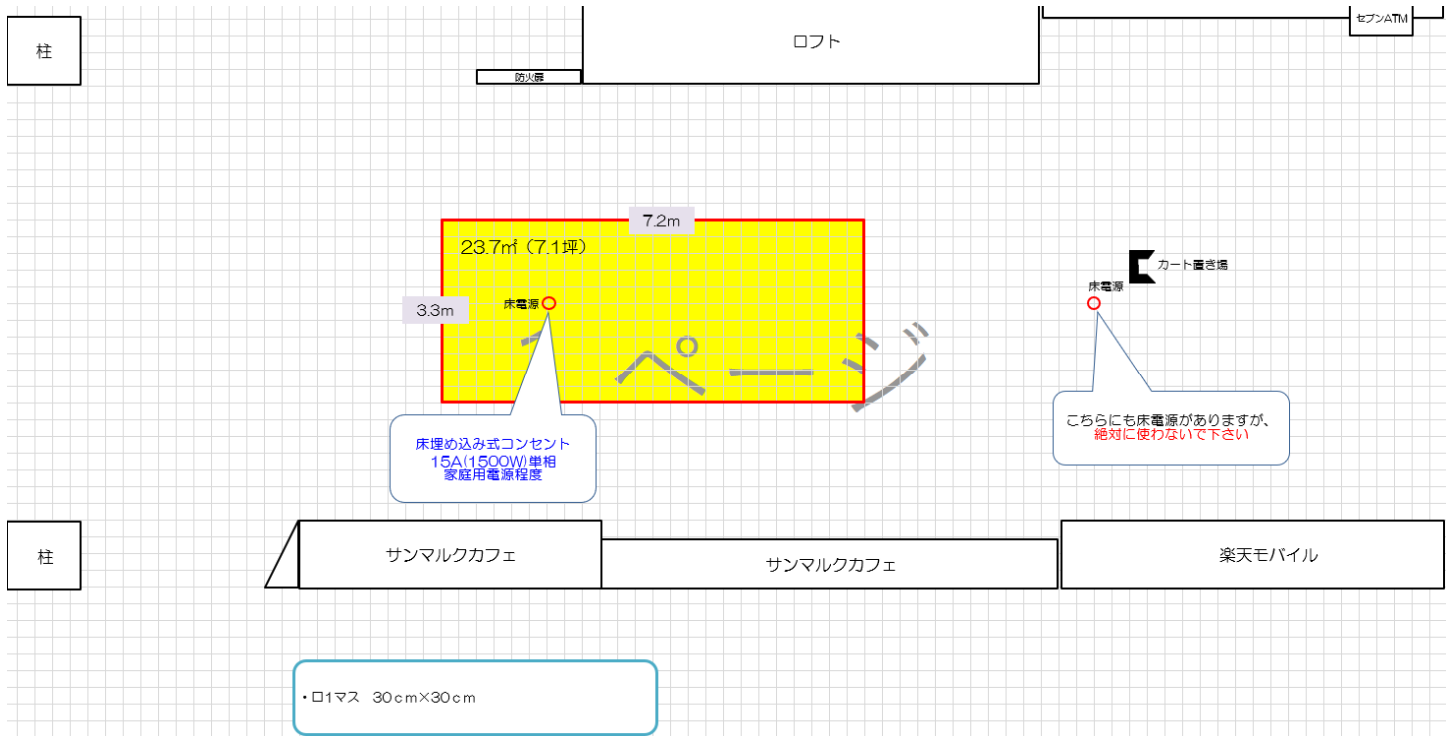 柱
ロフト
セブンATM
防火扉
7.2m
23.7㎡（7.1坪）
3.3m
床電源
カート置き場
床電源
ページ
床埋め込み式コンセント
15A(1500W)単相
家庭用電源程度
こちらにも床電源がありますが、
絶対に使わないで下さい
柱
サンマルクカフェ
サンマルクカフェ
楽天モバイル
・ロ1マス 30cm×30cm